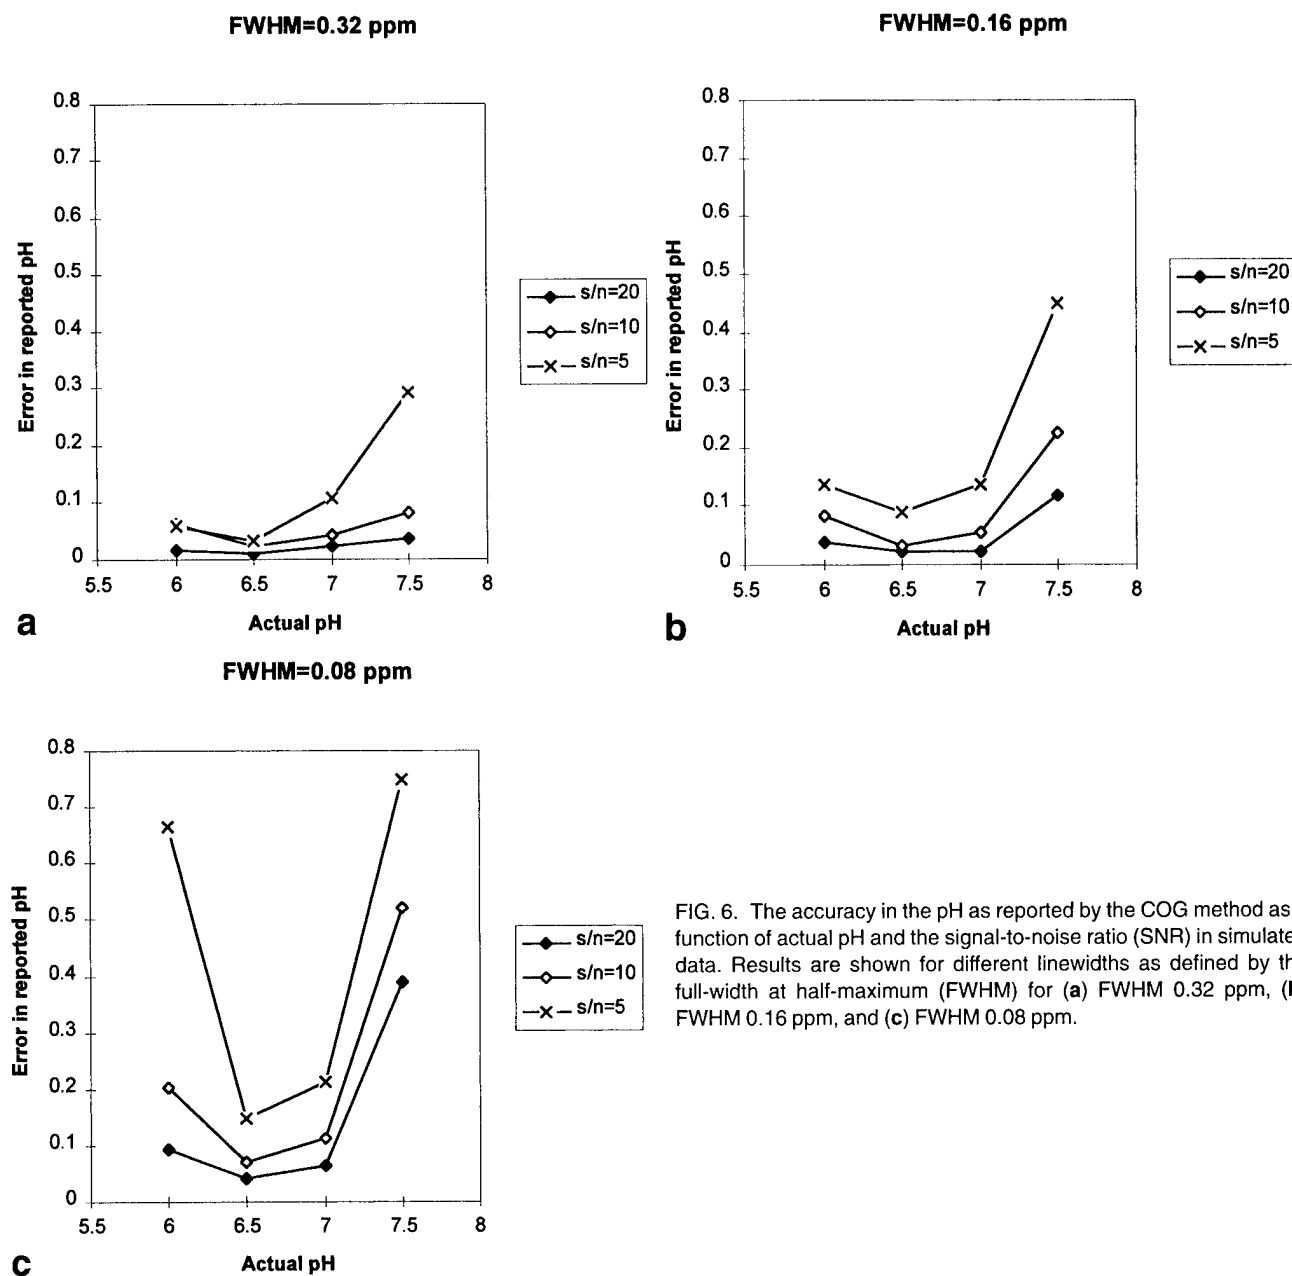 FWHM=0.32 ppm
0.8
0.7
0.6
0.5
0.4
0.3
0.2
0.1
0
5.5 6 6.5 7 7.5 8
Error in reported pH
Actual pH
s/n=20
s/n=10
s/n=5
a
FWHM=0.16 ppm
0.8
0.7
0.6
0.5
0.4
0.3
0.2
0.1
0
5.5 6 6.5 7 7.5 8
Error in reported pH
Actual pH
s/n=20
s/n=10
s/n=5
b
FWHM=0.08 ppm
0.8
0.7
0.6
0.5
0.4
0.3
0.2
0.1
0
5.5 6 6.5 7 7.5 8
Error in reported pH
Actual pH
s/n=20
s/n=10
s/n=5
c
FIG. 6. The accuracy in the pH as reported by the COG method as
function of actual pH and the signal-to-noise ratio (SNR) in simulate
data. Results are shown for different linewidths as defined by th
full-width at half-maximum (FWHM) for (a) FWHM 0.32 ppm, (
FWHM 0.16 ppm, and (c) FWHM 0.08 ppm.